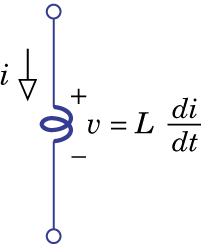 i
+
v = L di/dt
−